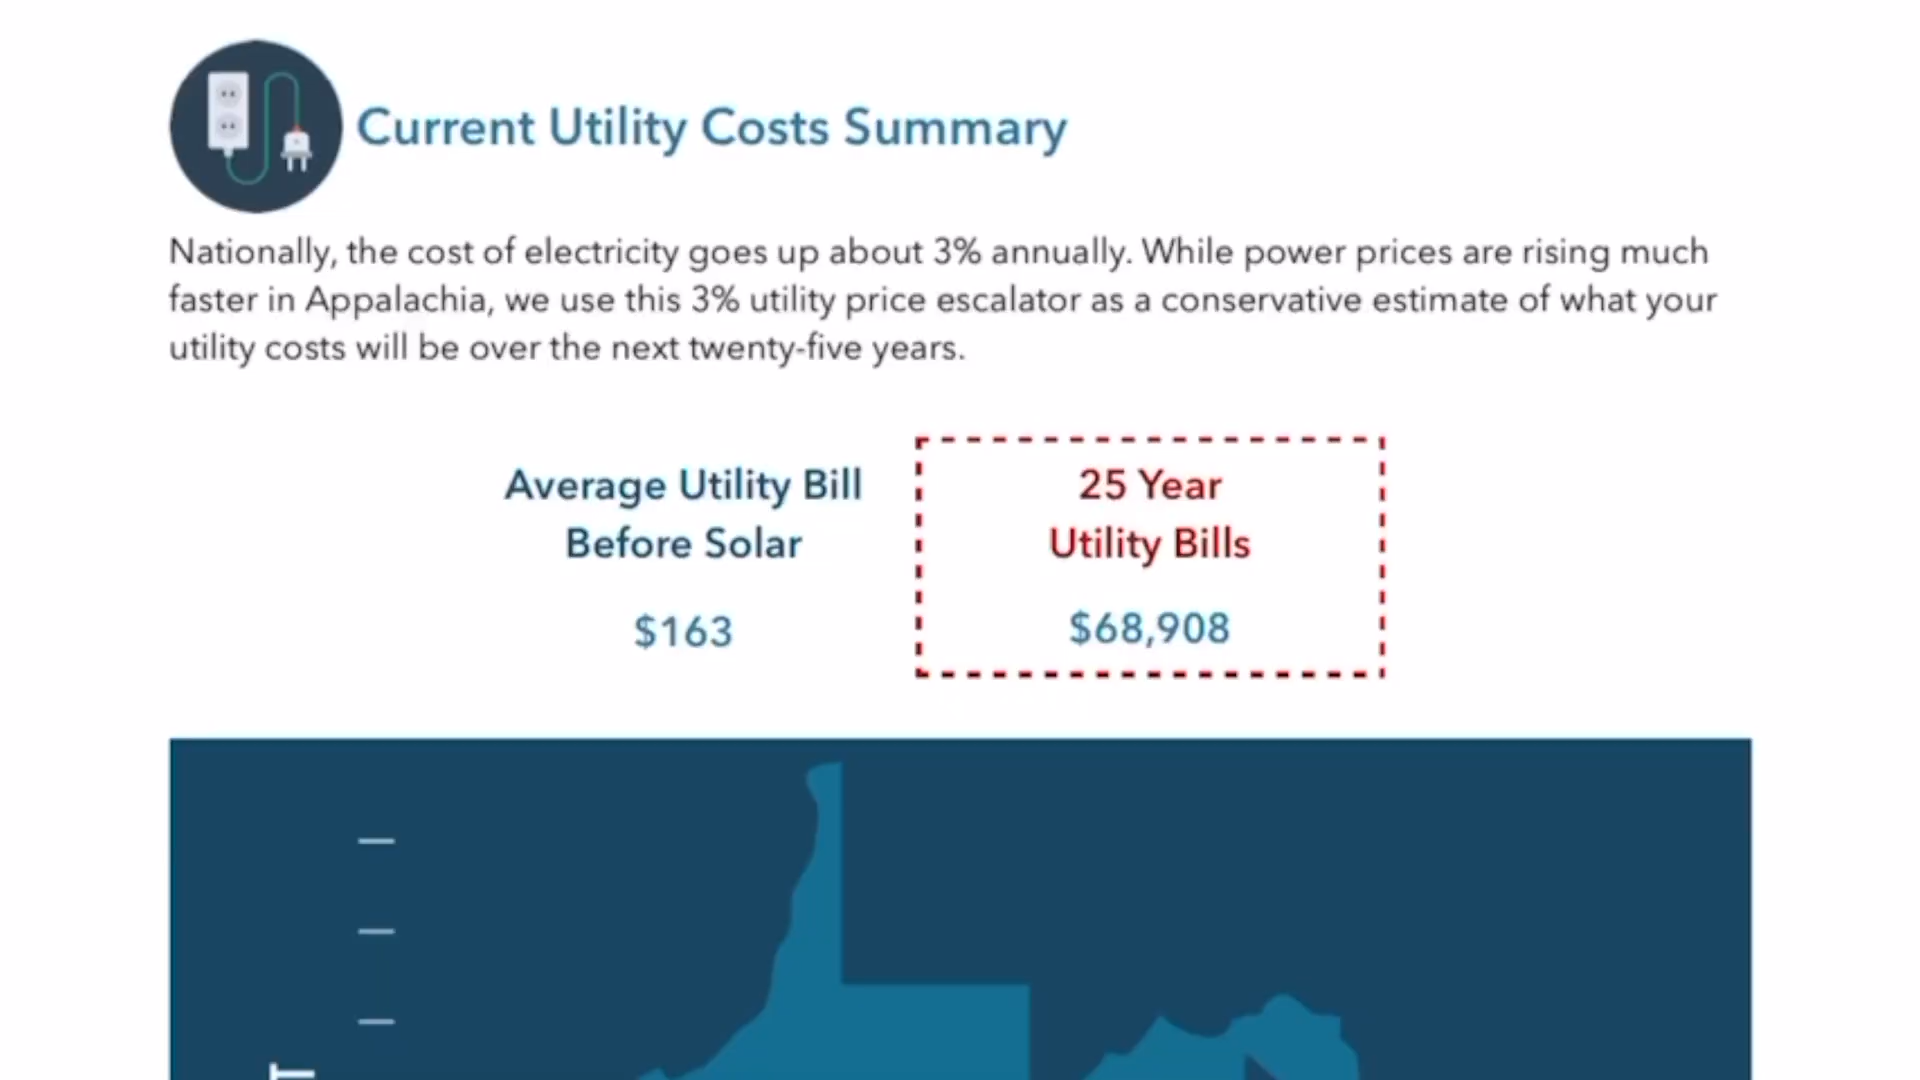 Current Utility Costs Summary
Nationally, the cost of electricity goes up about 3% annually. While power prices are rising much
faster in Appalachia, we use this 3% utility price escalator as a conservative estimate of what your
utility costs will be over the next twenty-five years.
Average Utility Bill
Before Solar
$163
25 Year
Utility Bills
$68,908